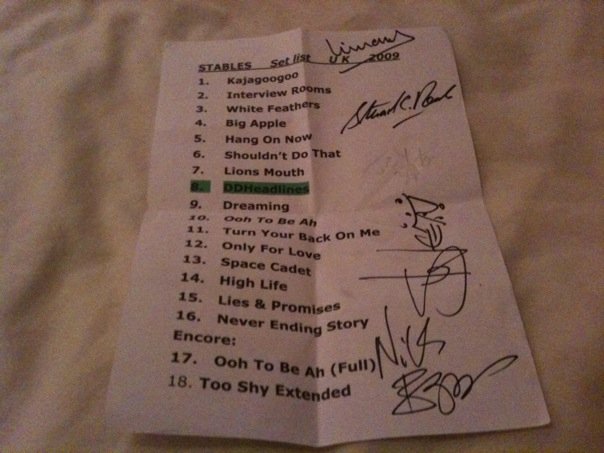 STABLES Set list UK 2009
1. Kajagoogoo
2. Interview Rooms
3. White Feathers
4. Big Apple
5. Hang On Now
6. Shouldn't Do That
7. Lions Mouth
8. DDHeadlines
9. Dreaming
10. Ooh To Be Ah
11. Turn Your Back On Me
12. Only For Love
13. Space Cadet
14. High Life
15. Lies & Promises
16. Never Ending Story
Encore:
17. Ooh To Be Ah (Full)
18. Too Shy Extended
Nick